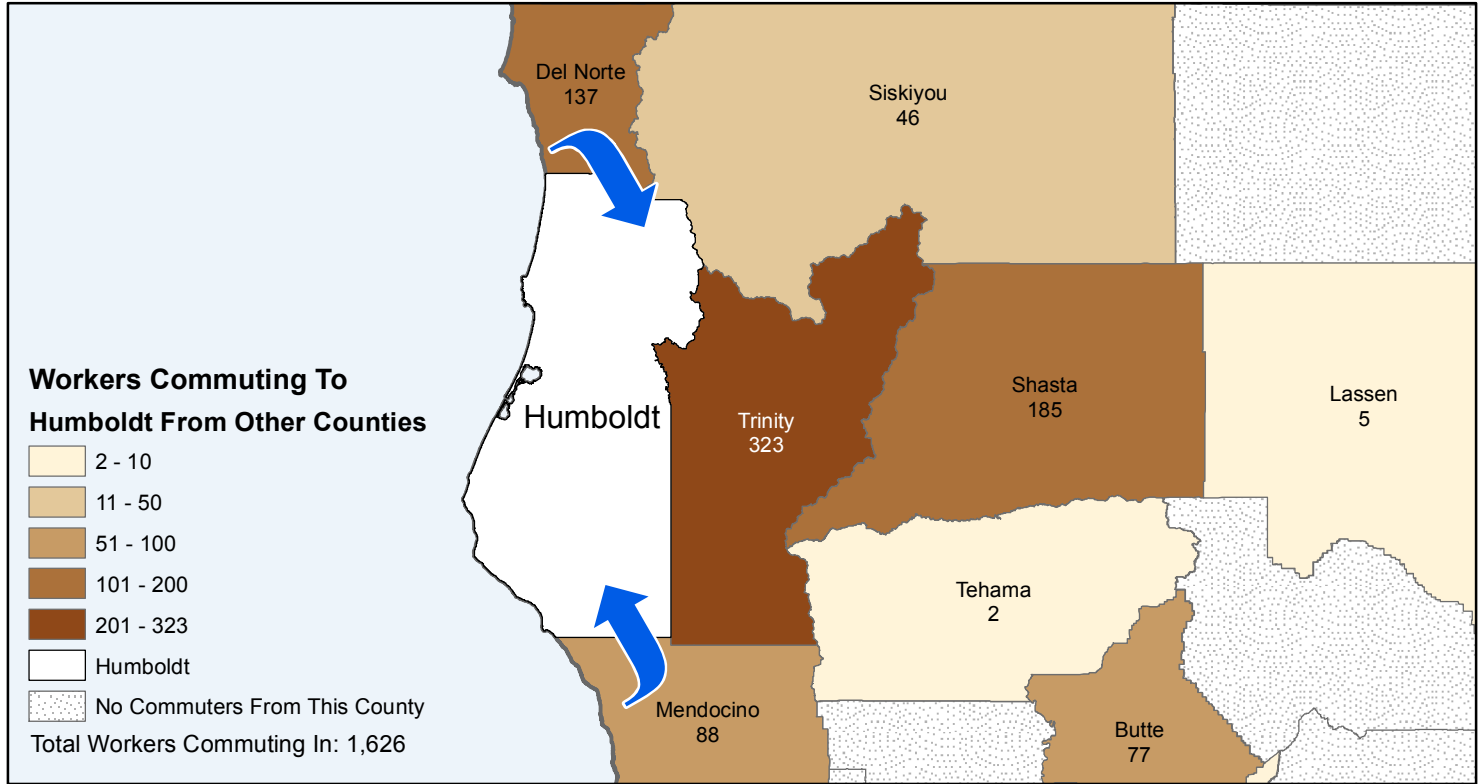 Del Norte
137
Siskiyou
46
Workers Commuting To
Humboldt From Other Counties
2 - 10
11 - 50
51 - 100
101 - 200
201 - 323
Humboldt
No Commuters From This County
Total Workers Commuting In: 1,626
Humboldt
Trinity
323
Shasta
185
Lassen
5
Tehama
2
Mendocino
88
Butte
77